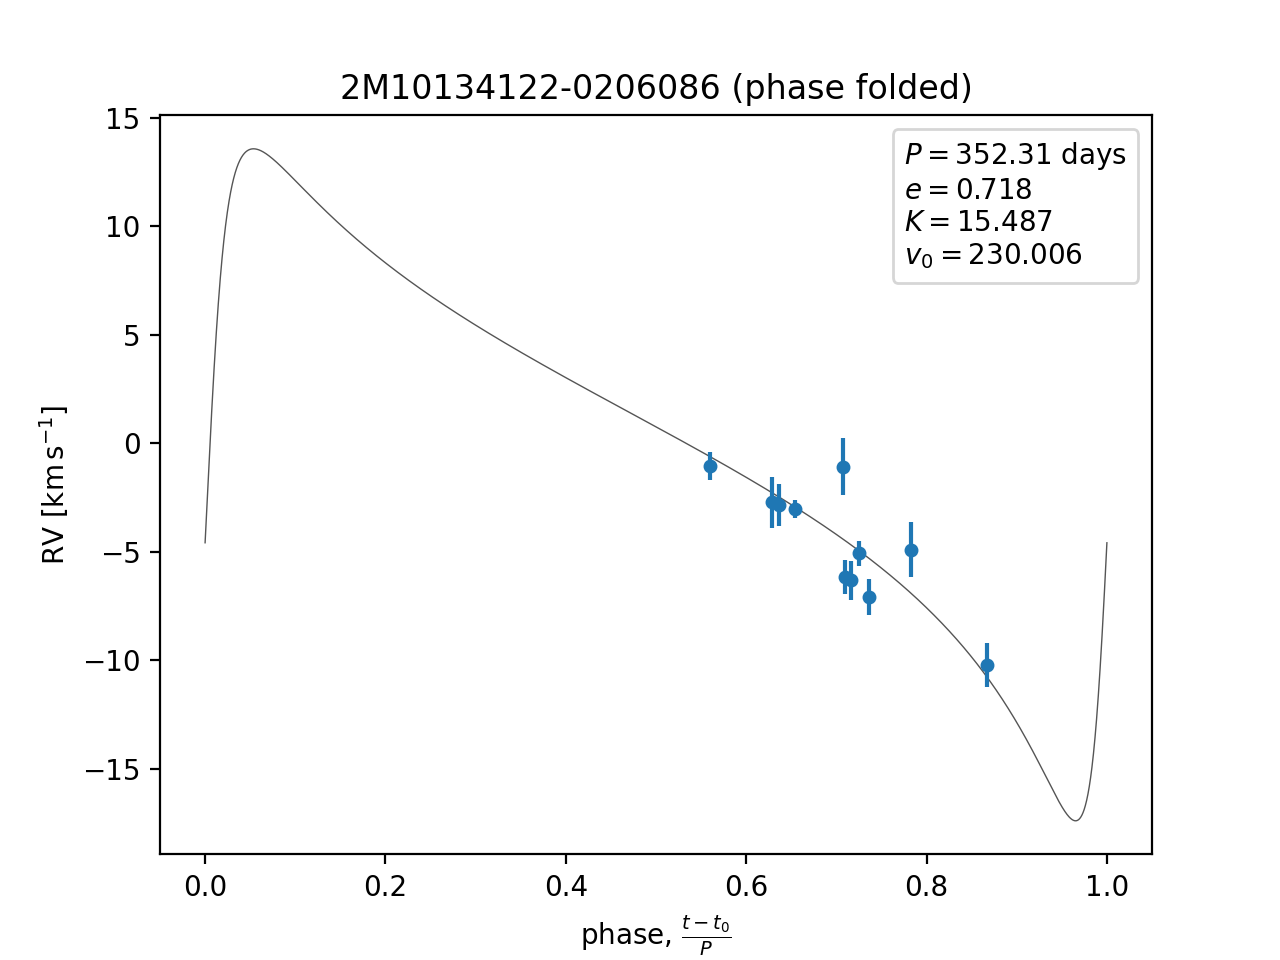 2M10134122-0206086 (phase folded)
P = 352.31 days
e = 0.718
K = 15.487
v₀ = 230.006
RV [km s⁻¹]
15
10
5
0
−5
−10
−15
0.0 0.2 0.4 0.6 0.8 1.0
phase, (t − t₀)/P